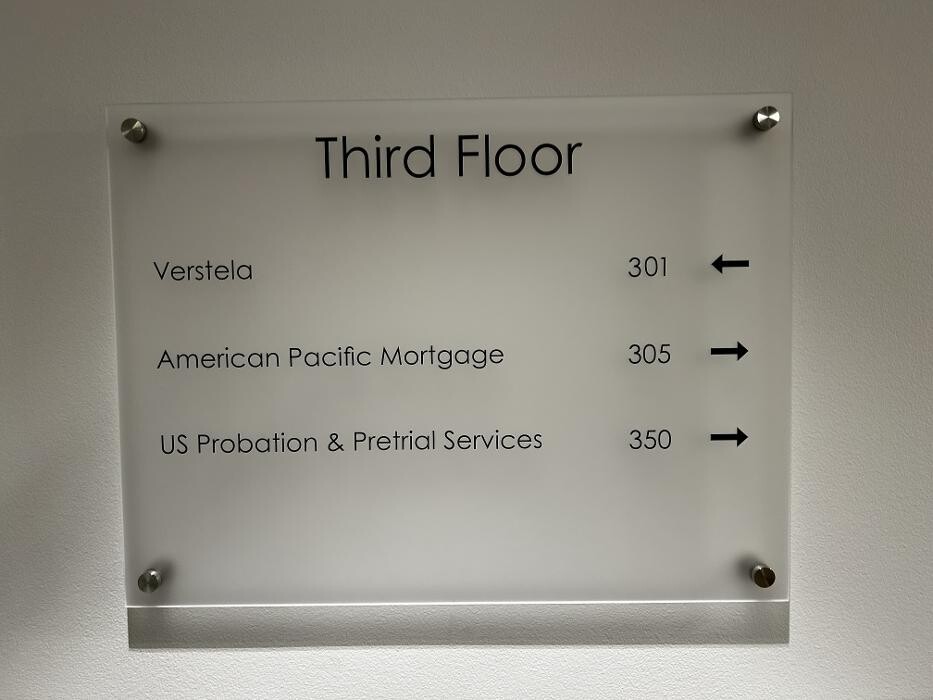 Third Floor
Verstela 301 ←
American Pacific Mortgage 305 →
US Probation & Pretrial Services 350 →